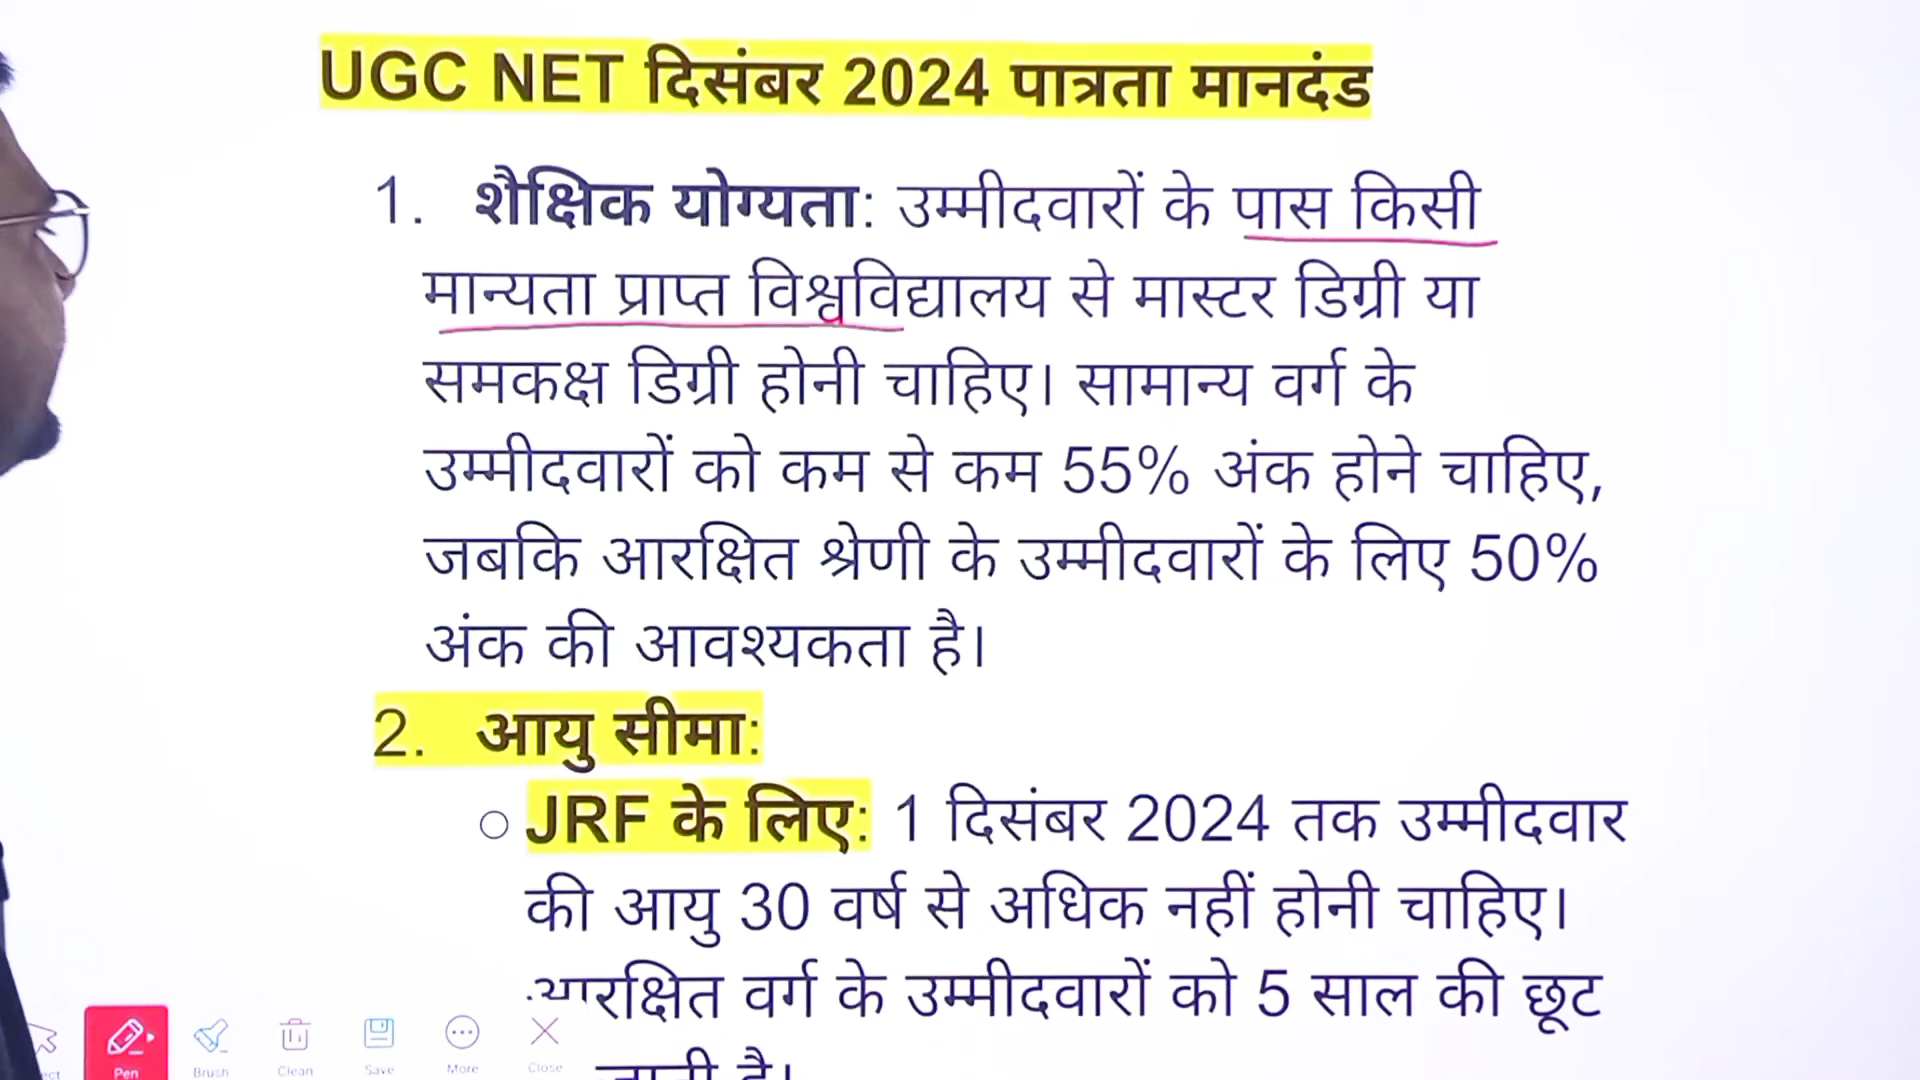 UGC NET दिसंबर 2024 पात्रता मानदंड
1. शैक्षिक योग्यता: उम्मीदवारों के पास किसी
मान्यता प्राप्त विश्वविद्यालय से मास्टर डिग्री या
समकक्ष डिग्री होनी चाहिए। सामान्य वर्ग के
उम्मीदवारों को कम से कम 55% अंक होने चाहिए,
जबकि आरक्षित श्रेणी के उम्मीदवारों के लिए 50%
अंक की आवश्यकता है।
2. आयु सीमा:
○ JRF के लिए: 1 दिसंबर 2024 तक उम्मीदवार
की आयु 30 वर्ष से अधिक नहीं होनी चाहिए।
आरक्षित वर्ग के उम्मीदवारों को 5 साल की छूट
है।
Pen Brush Clean Save More Close